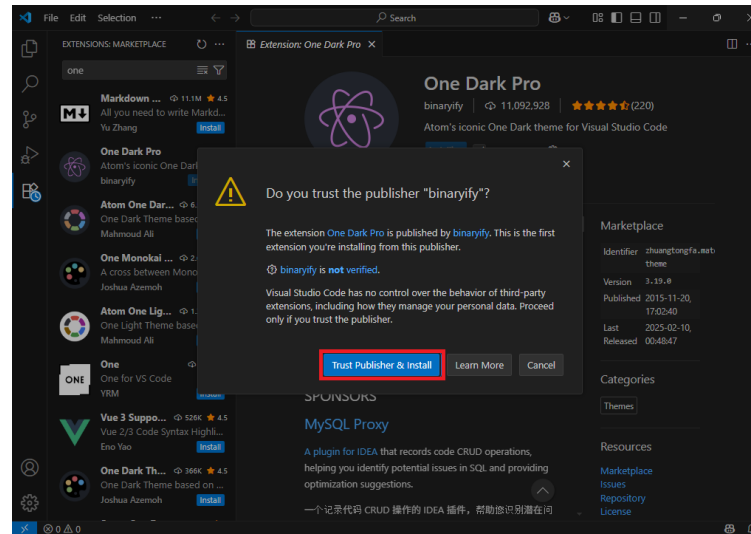 File Edit Selection ···
Search
EXTENSIONS: MARKETPLACE
one
Markdown ... 11.1M ★ 4.5
All you need to write Markd...
Yu Zhang Install
One Dark Pro
Atom's iconic One Dark
binaryify
Atom One Dar... 6.
One Dark Theme based
Mahmoud Ali
One Monokai ... 2.
A cross between Mono
Joshua Azemoh
Atom One Lig... 1.
One Light Theme base
Mahmoud Ali
One
One for VS Code
YRM Install
Vue 3 Suppo... 526K ★ 4.5
Vue 2/3 Code Syntax Highli...
Eno Yao Install
One Dark Th... 366K ★ 4.5
One Dark Theme based on ...
Joshua Azemoh Install
M
ONE
Extension: One Dark Pro
One Dark Pro
binaryify | 11,092,928 | (220)
Atom's iconic One Dark theme for Visual Studio Code
Do you trust the publisher "binaryify"?
The extension One Dark Pro is published by binaryify. This is the first
extension you're installing from this publisher.
binaryify is not verified.
Visual Studio Code has no control over the behavior of third-party
extensions, including how they manage your personal data. Proceed
only if you trust the publisher.
Trust Publisher & Install Learn More Cancel
SPONSORS
MySQL Proxy
A plugin for IDEA that records code CRUD operations,
helping you identify potential issues in SQL and providing
optimization suggestions.
一个记录代码 CRUD 操作的 IDEA 插件，帮助您识别潜在问
Marketplace
Identifier zhuangtongfa.mat
theme
Version 3.19.0
Published 2015-11-20,
17:02:40
Last 2025-02-10,
Released 00:48:47
Categories
Themes
Resources
Marketplace
Issues
Repository
License
0 0